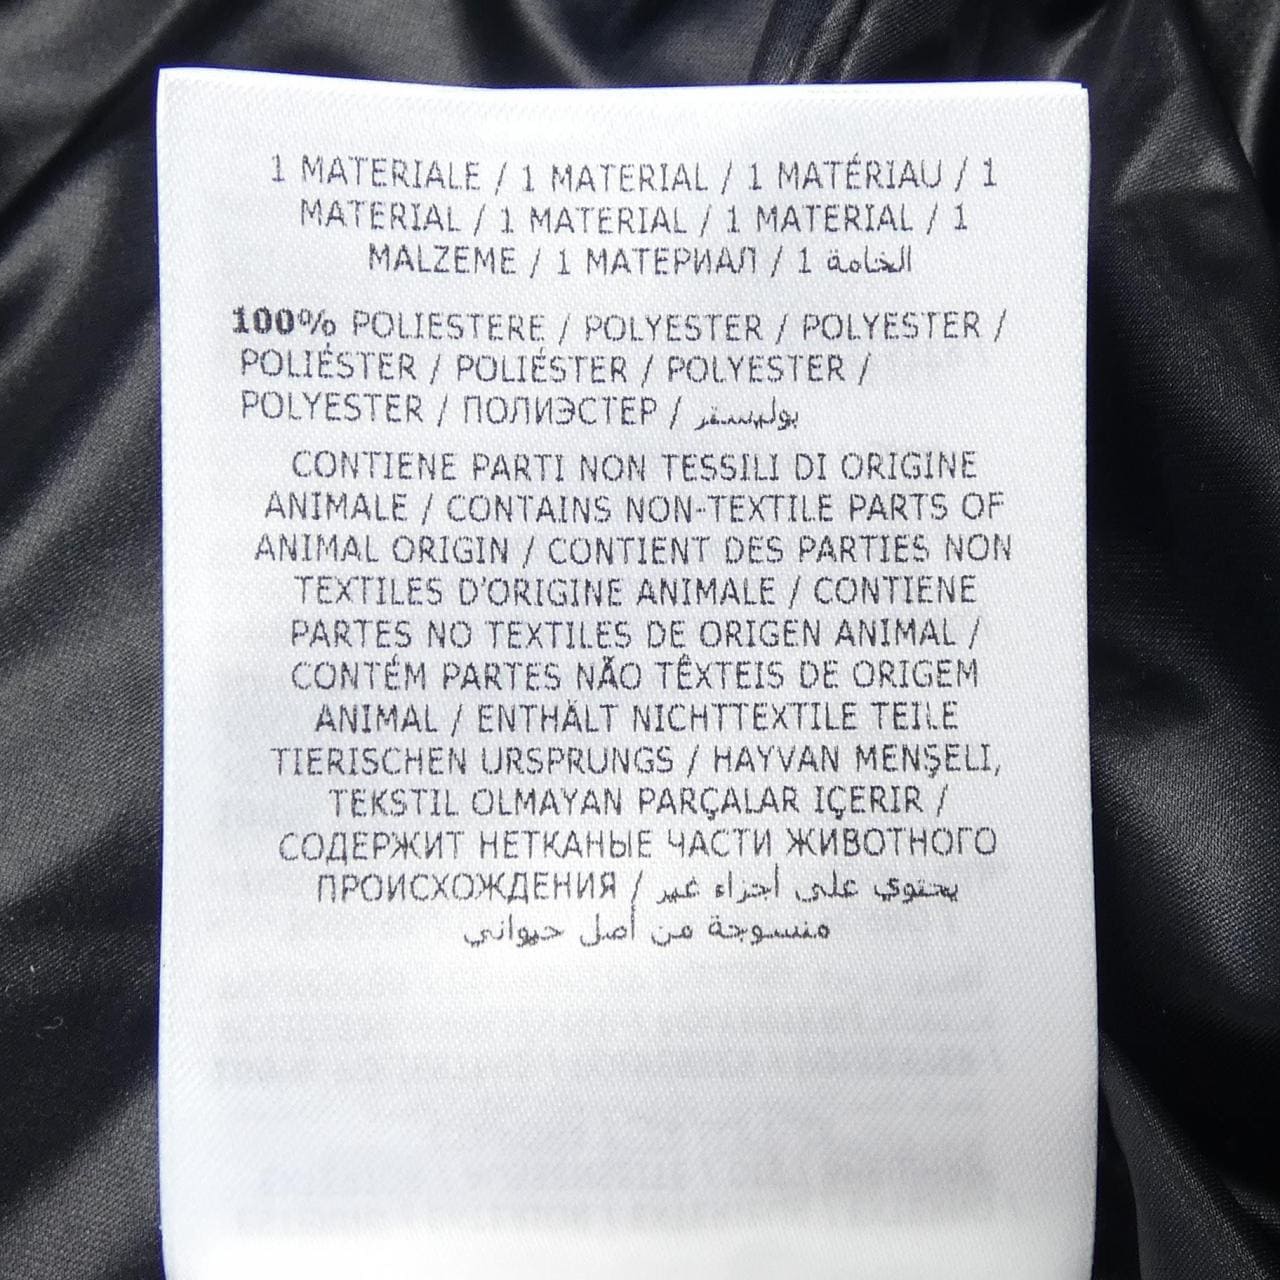 1 MATERIALE / 1 MATERIAL / 1 MATÉRIAU / 1
MATERIAL / 1 MATERIAL / 1 MATERIAL / 1
MALZEME / 1 МАТЕРИАЛ / 1 الخامة
100% POLIESTERE / POLYESTER / POLYESTER /
POLIÉSTER / POLIÉSTER / POLYESTER /
POLYESTER / ПОЛИЭСТЕР / بوليستر
CONTIENE PARTI NON TESSILI DI ORIGINE
ANIMALE / CONTAINS NON-TEXTILE PARTS OF
ANIMAL ORIGIN / CONTIENT DES PARTIES NON
TEXTILES D'ORIGINE ANIMALE / CONTIENE
PARTES NO TEXTILES DE ORIGEN ANIMAL /
CONTÉM PARTES NÃO TÊXTEIS DE ORIGEM
ANIMAL / ENTHÄLT NICHTTEXTILE TEILE
TIERISCHEN URSPRUNGS / HAYVAN MENŞELI,
TEKSTIL OLMAYAN PARÇALAR IÇERIR /
СОДЕРЖИТ НЕТКАНЫЕ ЧАСТИ ЖИВОТНОГО
ПРОИСХОЖДЕНИЯ / يحتوي على أجزاء غير
منسوجة من أصل حيواني